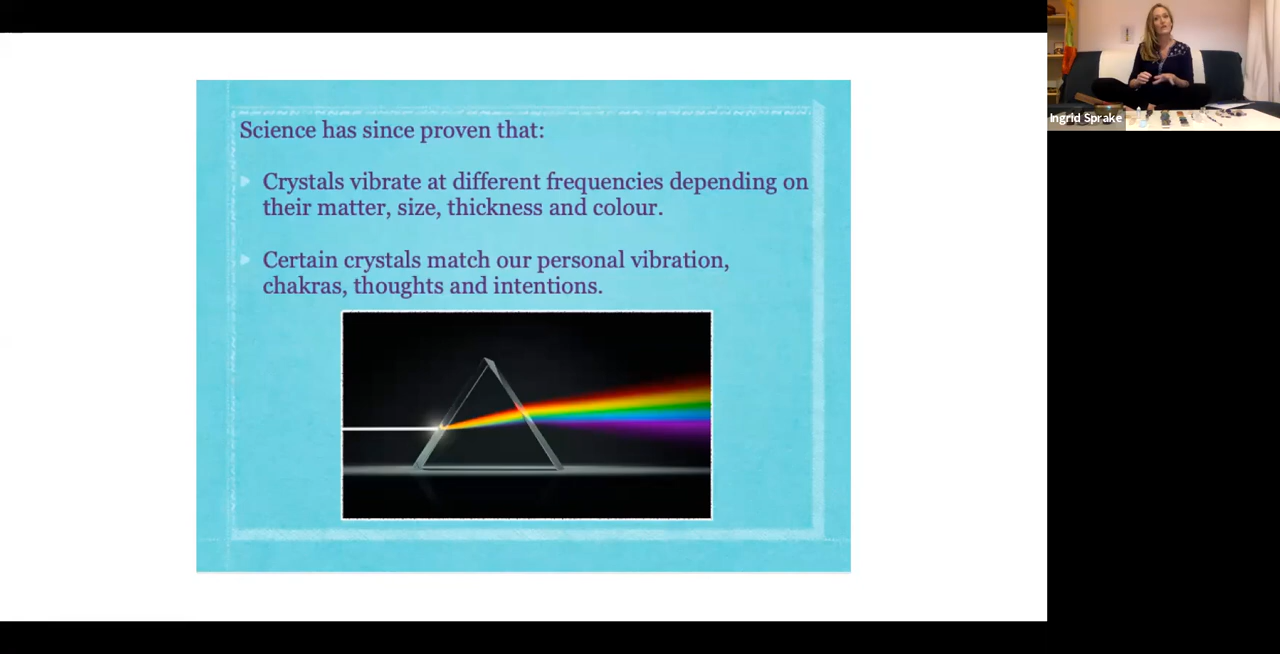 Science has since proven that:
Crystals vibrate at different frequencies depending on
their matter, size, thickness and colour.
Certain crystals match our personal vibration,
chakras, thoughts and intentions.
Ingrid Sprake